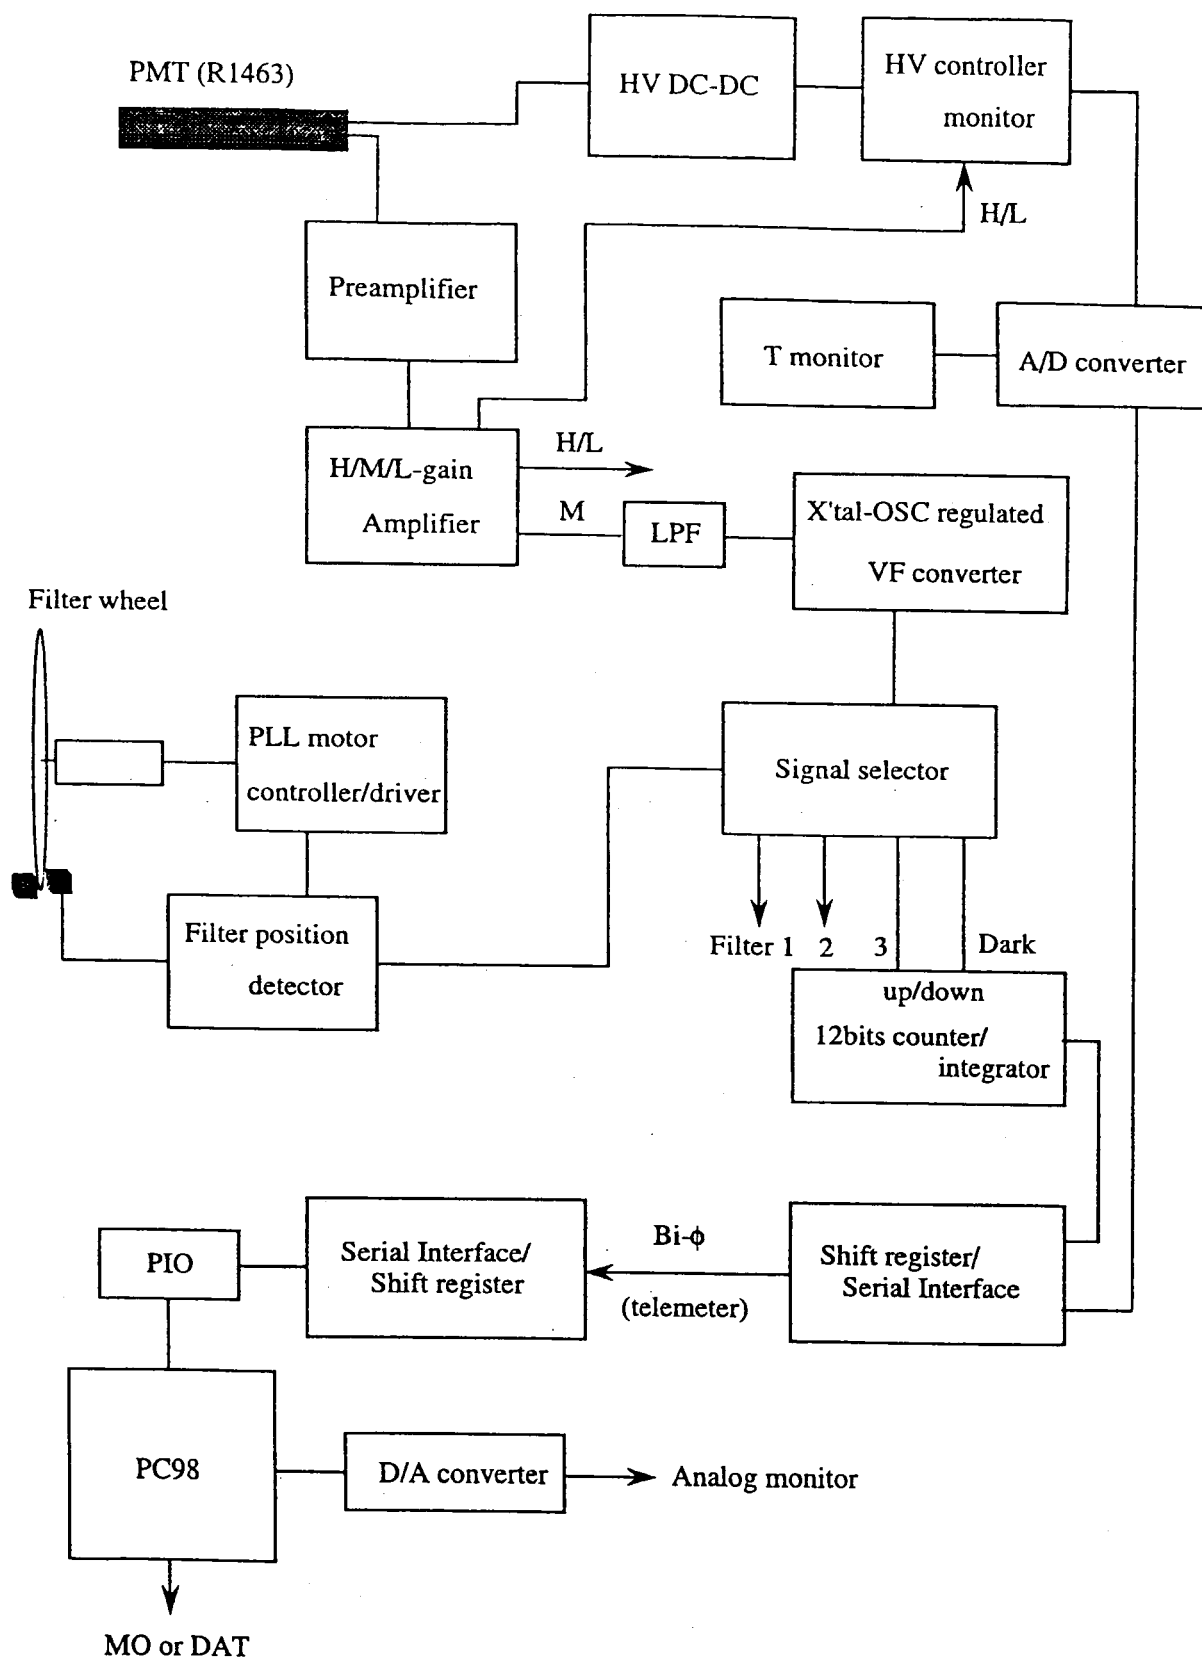 PMT (R1463)
HV DC-DC
HV controller
monitor
H/L
Preamplifier
T monitor
A/D converter
H/M/L-gain
Amplifier
H/L
M
LPF
X'tal-OSC regulated
VF converter
Filter wheel
PLL motor
controller/driver
Signal selector
Filter position
detector
Filter 1 2 3 Dark
up/down
12bits counter/
integrator
PIO
Serial Interface/
Shift register
Bi-ϕ
(telemeter)
Shift register/
Serial Interface
PC98
D/A converter
Analog monitor
MO or DAT